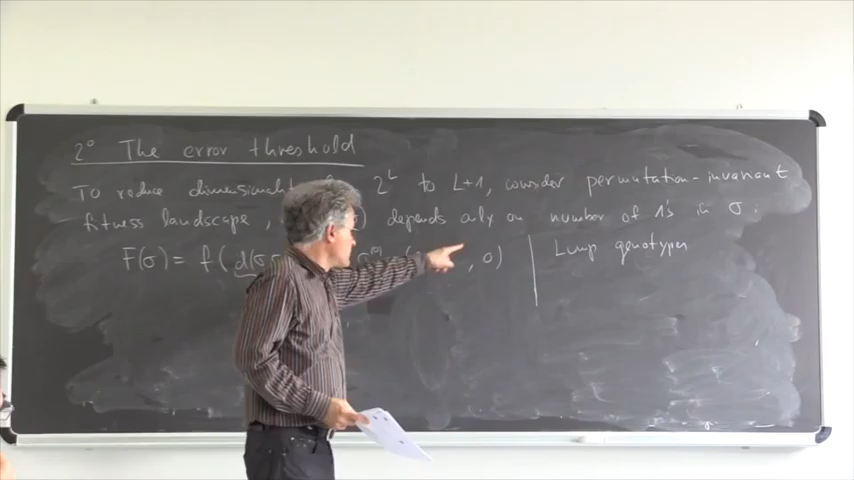 2° The error threshold
To reduce 2^L to L+1, consider permutation-invariant
fitness landscape, depends only on number of 1's in σ:
F(σ) = f(d(σ , 0) | Lump genotypes